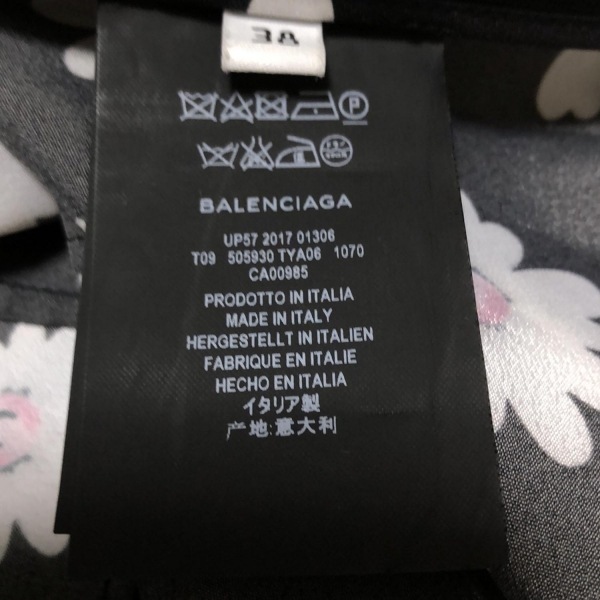 38
P
BALENCIAGA
UP57 2017 01306
T09 505930 TYA06 1070
CA00985
PRODOTTO IN ITALIA
MADE IN ITALY
HERGESTELLT IN ITALIEN
FABRIQUE EN ITALIE
HECHO EN ITALIA
イタリア製
产地:意大利